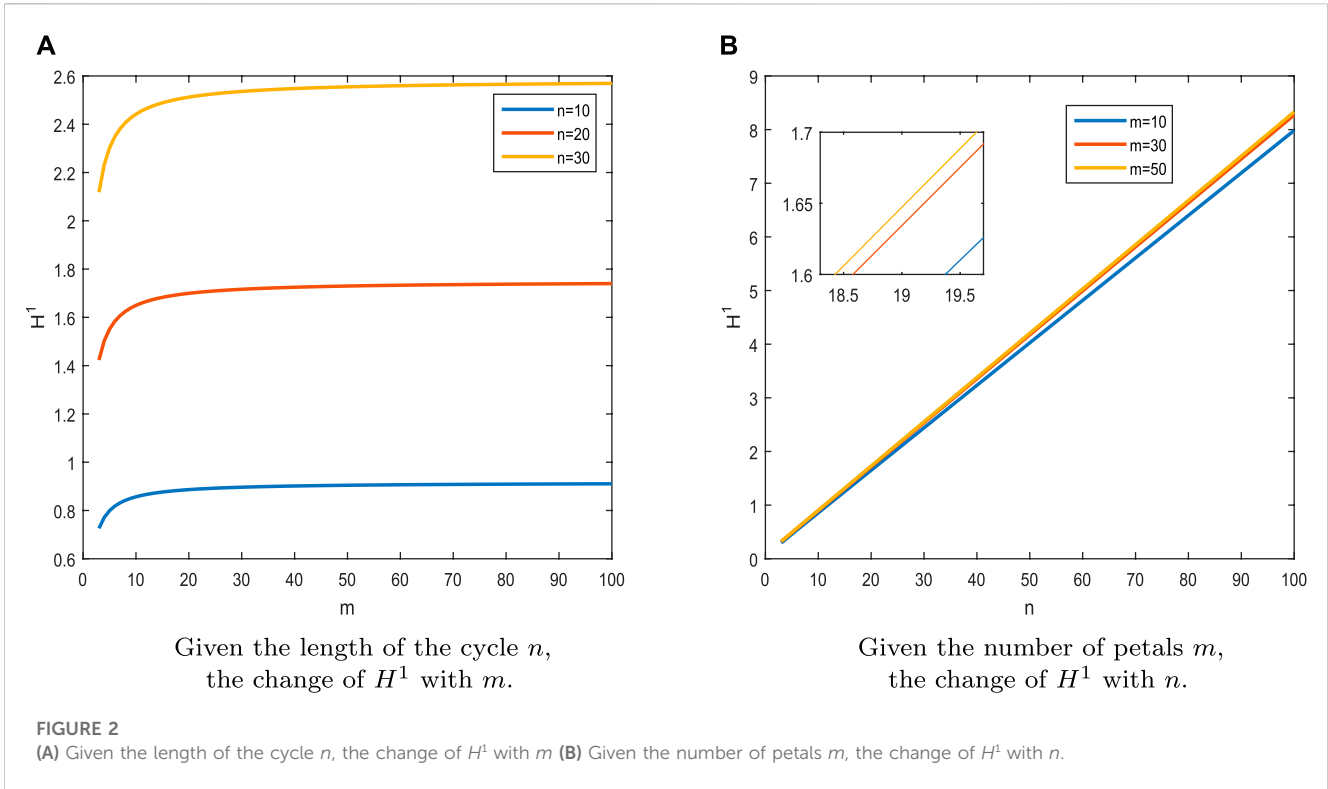 A
2.6
2.4
2.2
2
1.8
1.6
1.4
1.2
1
0.8
0.6
H¹
n=10
n=20
n=30
0 10 20 30 40 50 60 70 80 90 100
m
Given the length of the cycle n,
the change of H¹ with m.
B
9
8
7
6
5
4
3
2
1
0
H¹
1.7
1.65
1.6
18.5 19 19.5
m=10
m=30
m=50
0 10 20 30 40 50 60 70 80 90 100
n
Given the number of petals m,
the change of H¹ with n.
FIGURE 2
(A) Given the length of the cycle n, the change of H¹ with m (B) Given the number of petals m, the change of H¹ with n.